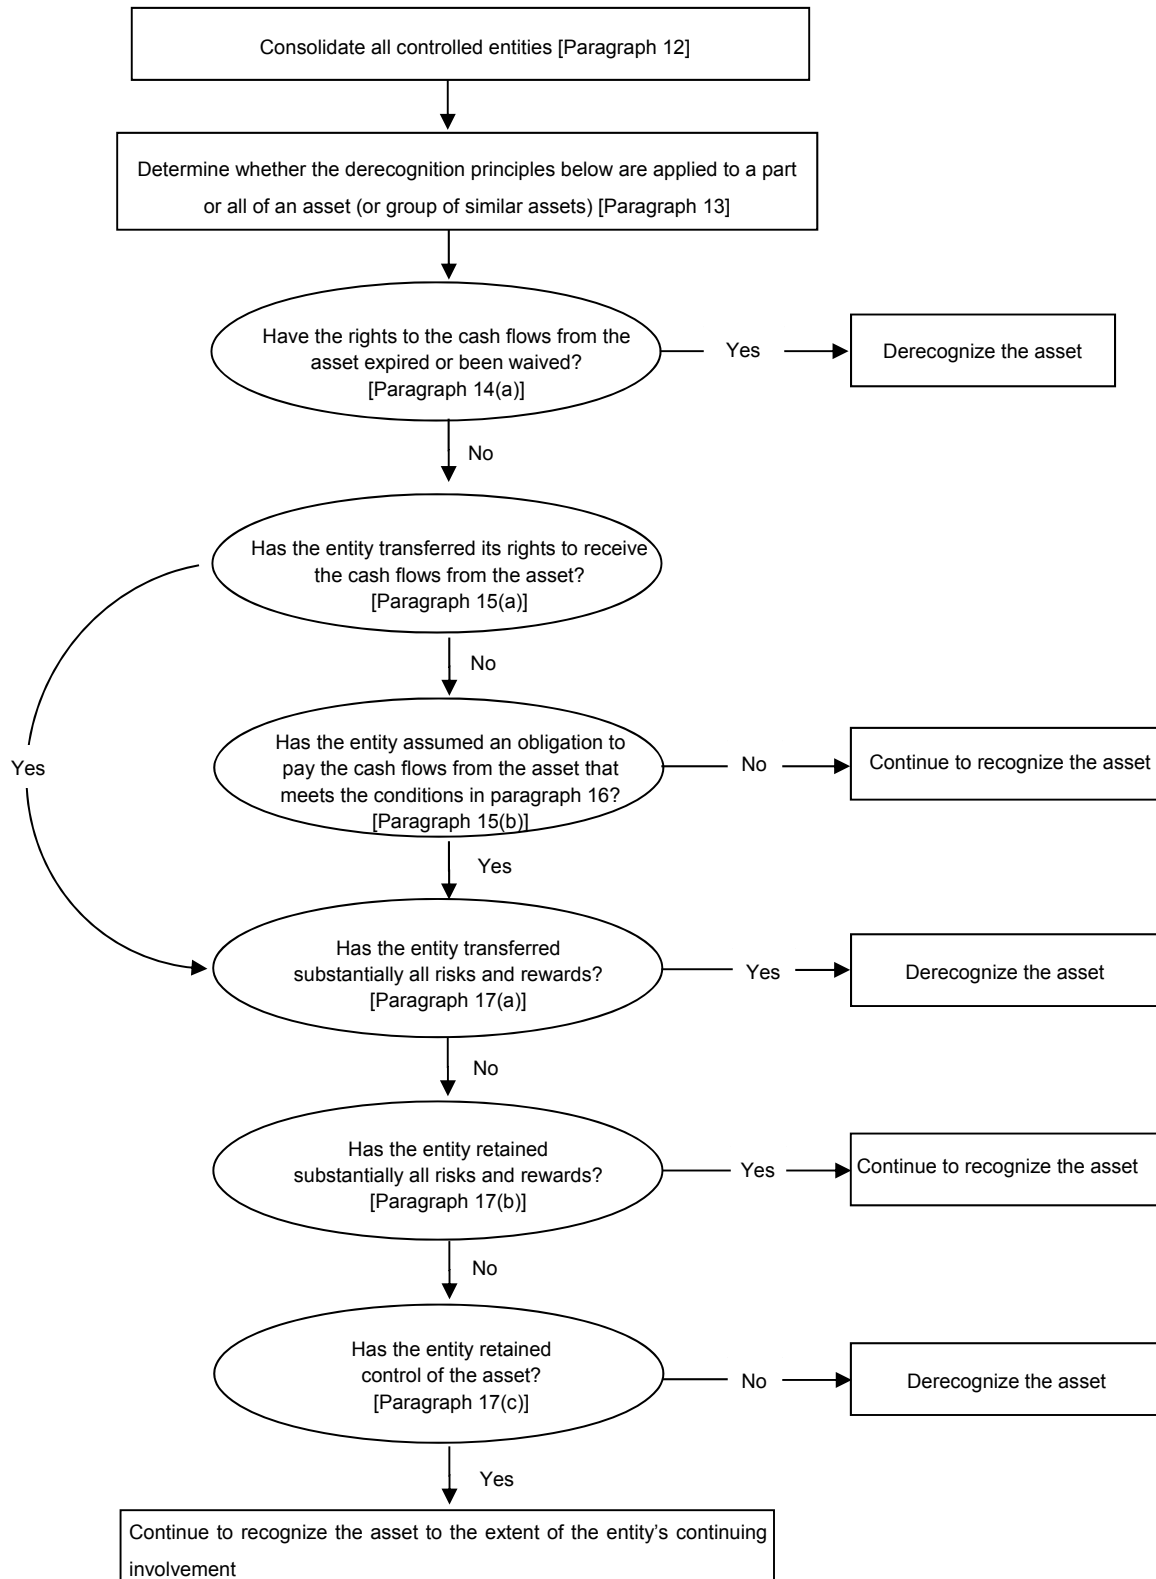 Consolidate all controlled entities [Paragraph 12]
Determine whether the derecognition principles below are applied to a part
or all of an asset (or group of similar assets) [Paragraph 13]
Have the rights to the cash flows from the
asset expired or been waived?
[Paragraph 14(a)]
Yes
Derecognize the asset
No
Has the entity transferred its rights to receive
the cash flows from the asset?
[Paragraph 15(a)]
No
Yes
Has the entity assumed an obligation to
pay the cash flows from the asset that
meets the conditions in paragraph 16?
[Paragraph 15(b)]
No
Continue to recognize the asset
Yes
Has the entity transferred
substantially all risks and rewards?
[Paragraph 17(a)]
Yes
Derecognize the asset
No
Has the entity retained
substantially all risks and rewards?
[Paragraph 17(b)]
Yes
Continue to recognize the asset
No
Has the entity retained
control of the asset?
[Paragraph 17(c)]
No
Derecognize the asset
Yes
Continue to recognize the asset to the extent of the entity's continuing
involvement